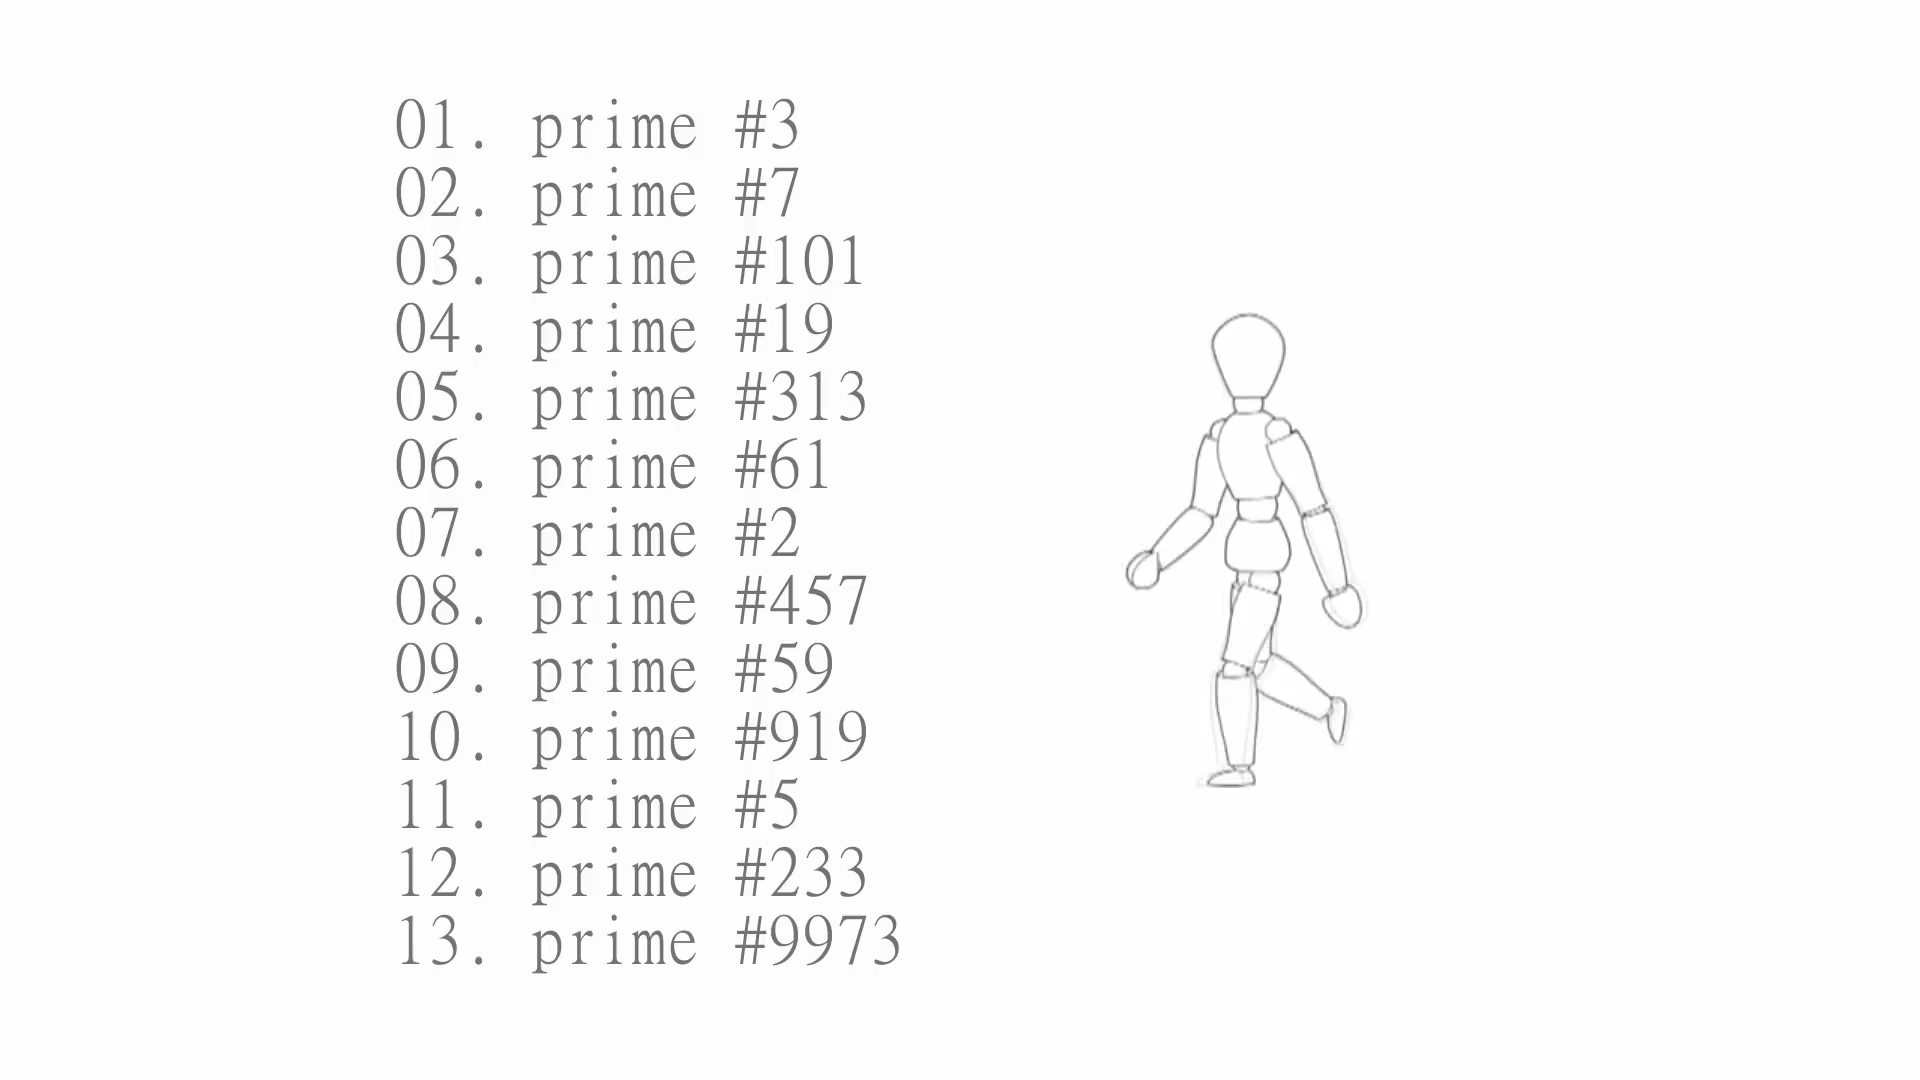 01. prime #3
02. prime #7
03. prime #101
04. prime #19
05. prime #313
06. prime #61
07. prime #2
08. prime #457
09. prime #59
10. prime #919
11. prime #5
12. prime #233
13. prime #9973